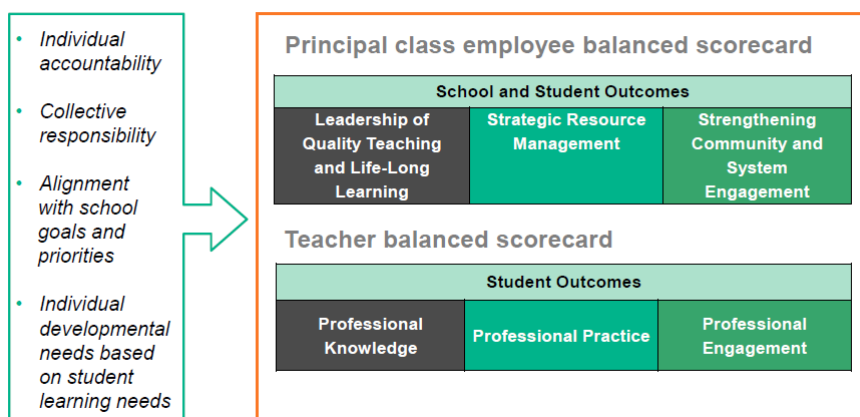 • Individual
accountability
• Collective
responsibility
• Alignment
with school
goals and
priorities
• Individual
developmental
needs based
on student
learning needs
Principal class employee balanced scorecard
School and Student Outcomes
Leadership of
Quality Teaching
and Life-Long
Learning
Strategic Resource
Management
Strengthening
Community and
System
Engagement
Teacher balanced scorecard
Student Outcomes
Professional
Knowledge
Professional Practice
Professional
Engagement